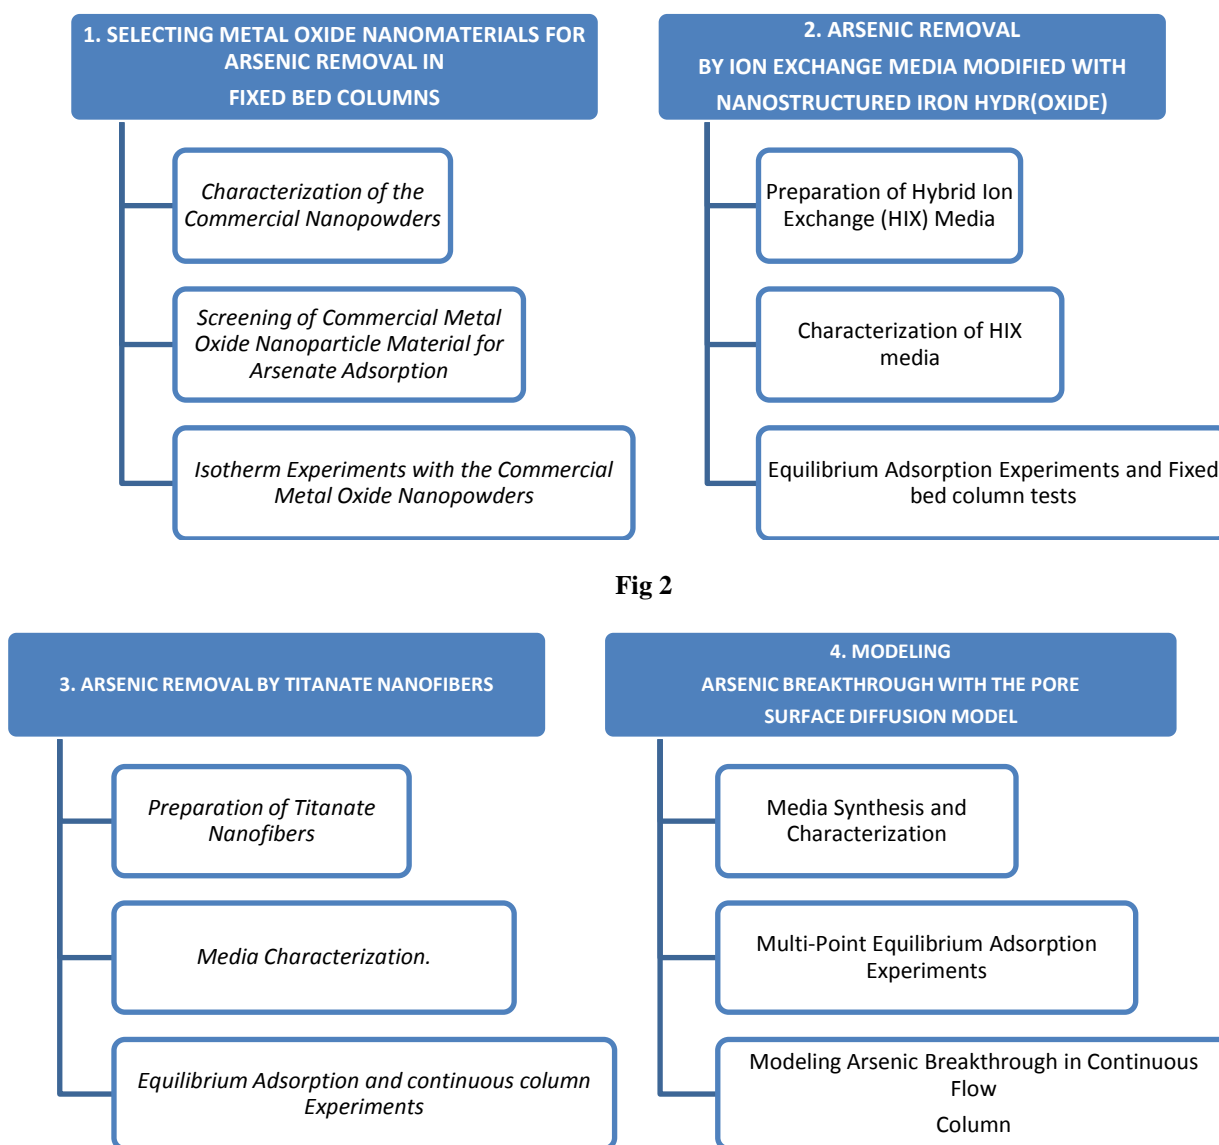 1. SELECTING METAL OXIDE NANOMATERIALS FOR
ARSENIC REMOVAL IN
FIXED BED COLUMNS
Characterization of the
Commercial Nanopowders
Screening of Commercial Metal
Oxide Nanoparticle Material for
Arsenate Adsorption
Isotherm Experiments with the Commercial
Metal Oxide Nanopowders
2. ARSENIC REMOVAL
BY ION EXCHANGE MEDIA MODIFIED WITH
NANOSTRUCTURED IRON HYDR(OXIDE)
Preparation of Hybrid Ion
Exchange (HIX) Media
Characterization of HIX
media
Equilibrium Adsorption Experiments and Fixed
bed column tests
Fig 2
3. ARSENIC REMOVAL BY TITANATE NANOFIBERS
Preparation of Titanate
Nanofibers
Media Characterization.
Equilibrium Adsorption and continuous column
Experiments
4. MODELING
ARSENIC BREAKTHROUGH WITH THE PORE
SURFACE DIFFUSION MODEL
Media Synthesis and
Characterization
Multi-Point Equilibrium Adsorption
Experiments
Modeling Arsenic Breakthrough in Continuous
Flow
Column